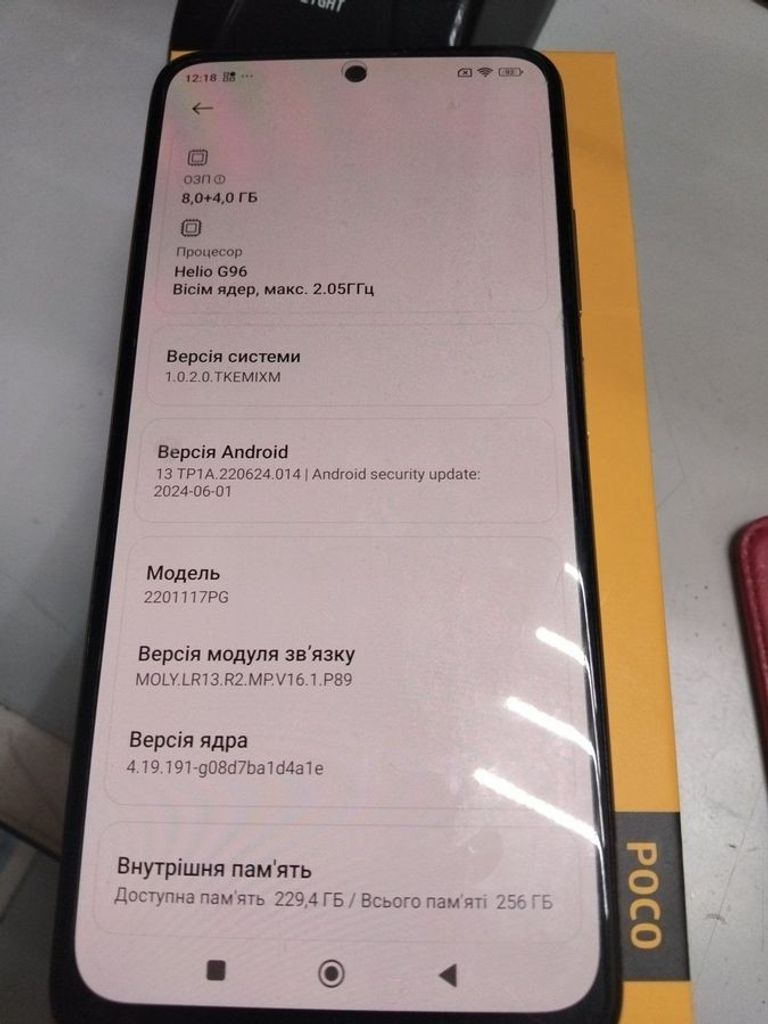 12:18
ОЗП
8,0+4,0 ГБ
Процесор
Helio G96
Вісім ядер, макс. 2.05ГГц
Версія системи
1.0.2.0.TKEMIXM
Версія Android
13 TP1A.220624.014 | Android security update:
2024-06-01
Модель
2201117PG
Версія модуля зв'язку
MOLY.LR13.R2.MP.V16.1.P89
Версія ядра
4.19.191-g08d7ba1d4a1e
Внутрішня пам'ять
Доступна пам'ять 229,4 ГБ / Всього пам'яті 256 ГБ
POCO